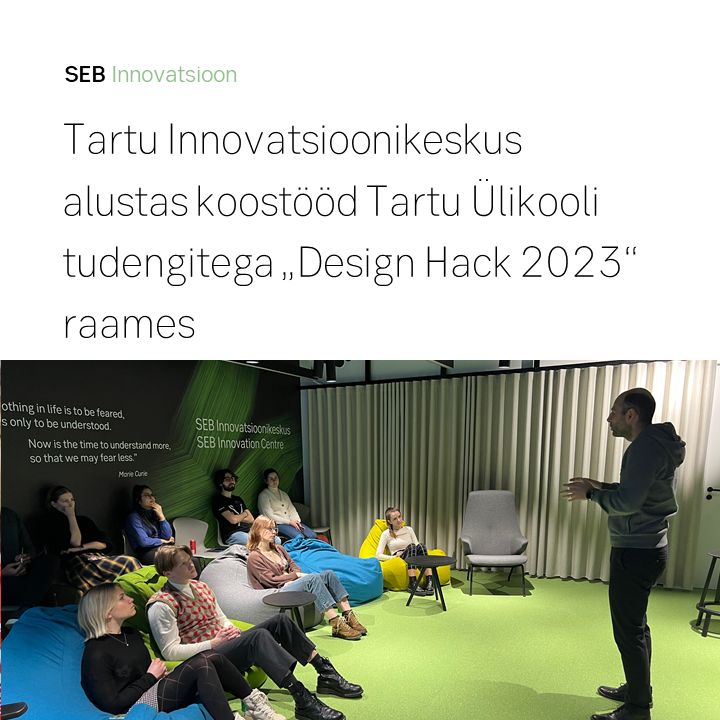 SEB Innovatsioon
Tartu Innovatsioonikeskus
alustas koostööd Tartu Ülikooli
tudengitega „Design Hack 2023“
raames
othing in life is to be feared,
s only to be understood.
Now is the time to understand more,
so that we may fear less.”
Marie Curie
SEB Innovatsioonikeskus
SEB Innovation Centre